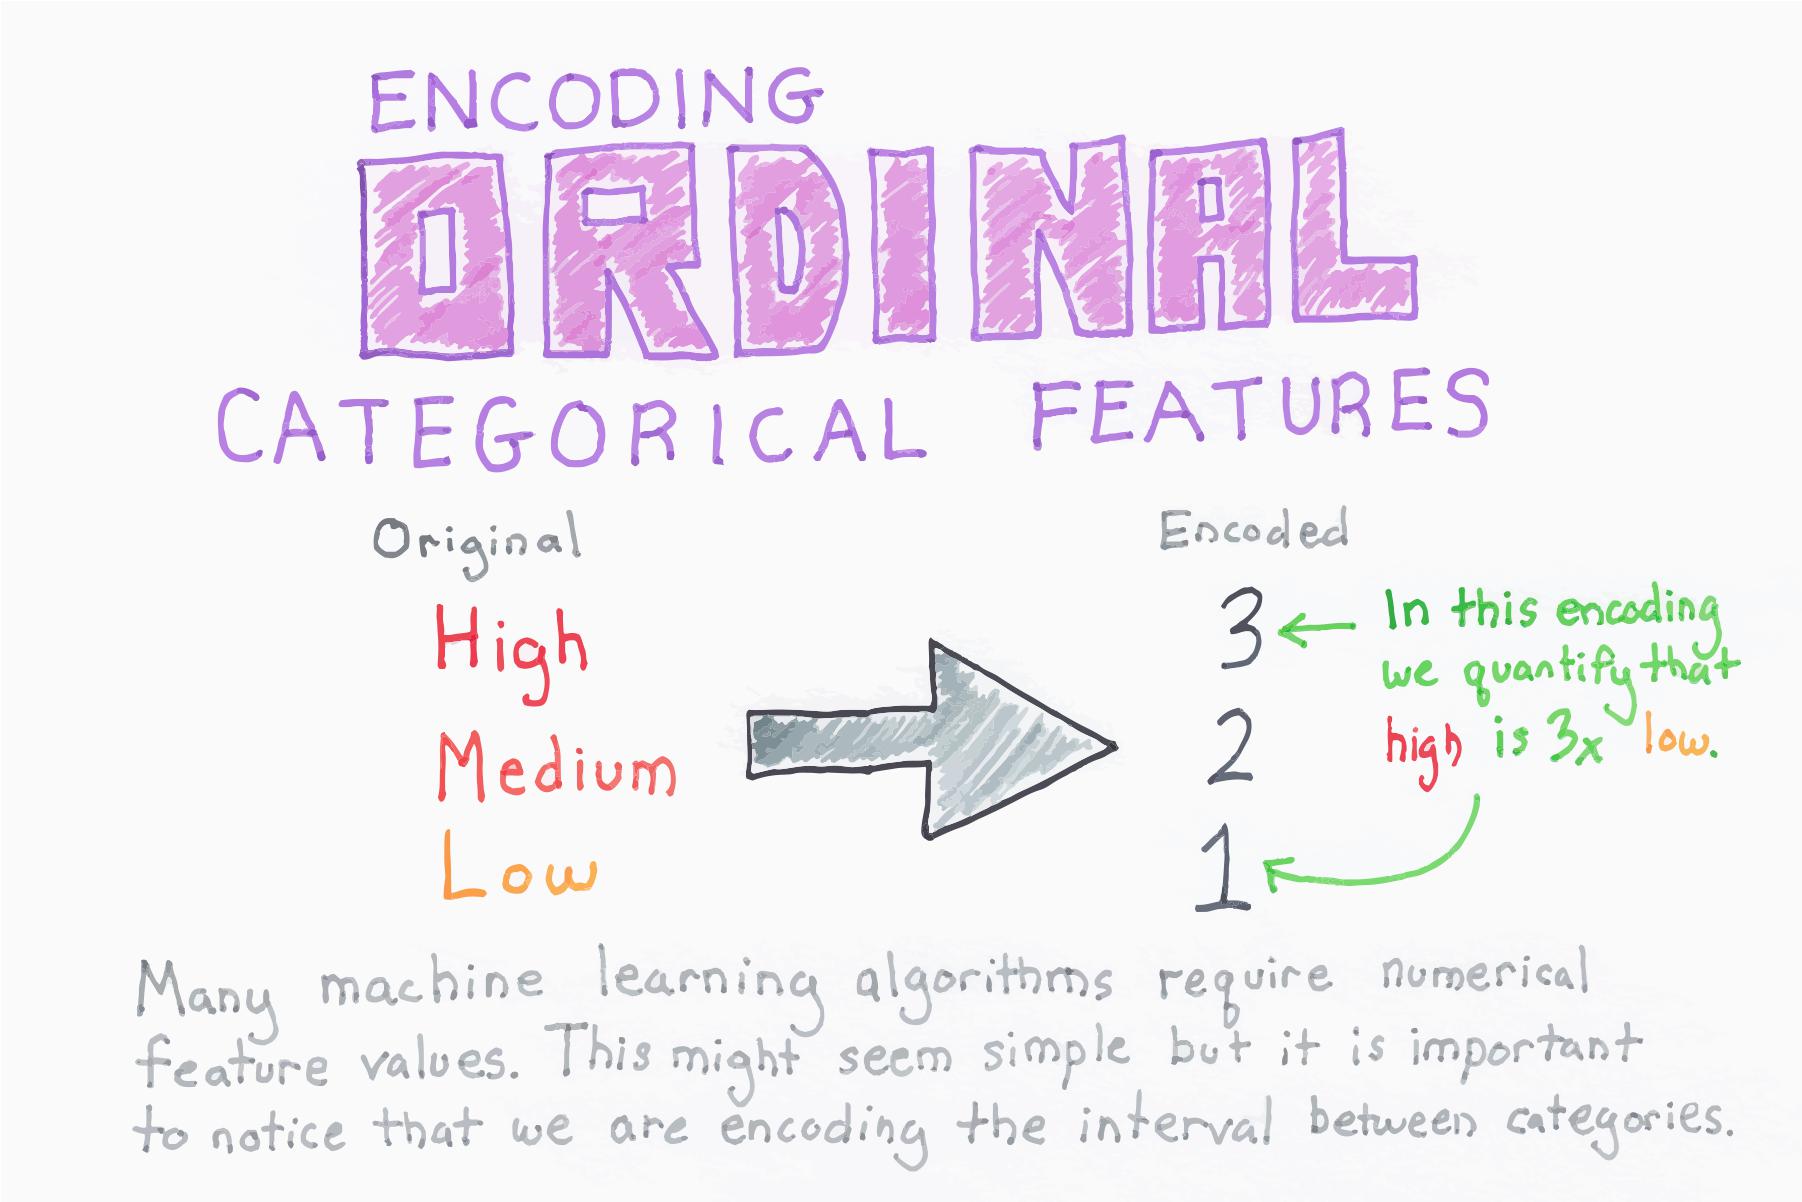 ENCODING
ORDINAL
CATEGORICAL FEATURES
Original
Encoded
High
Medium
Low
3
2
1
In this encoding
we quantify that
high is 3x low.
Many machine learning algorithms require numerical
feature values. This might seem simple but it is important
to notice that we are encoding the interval between categories.